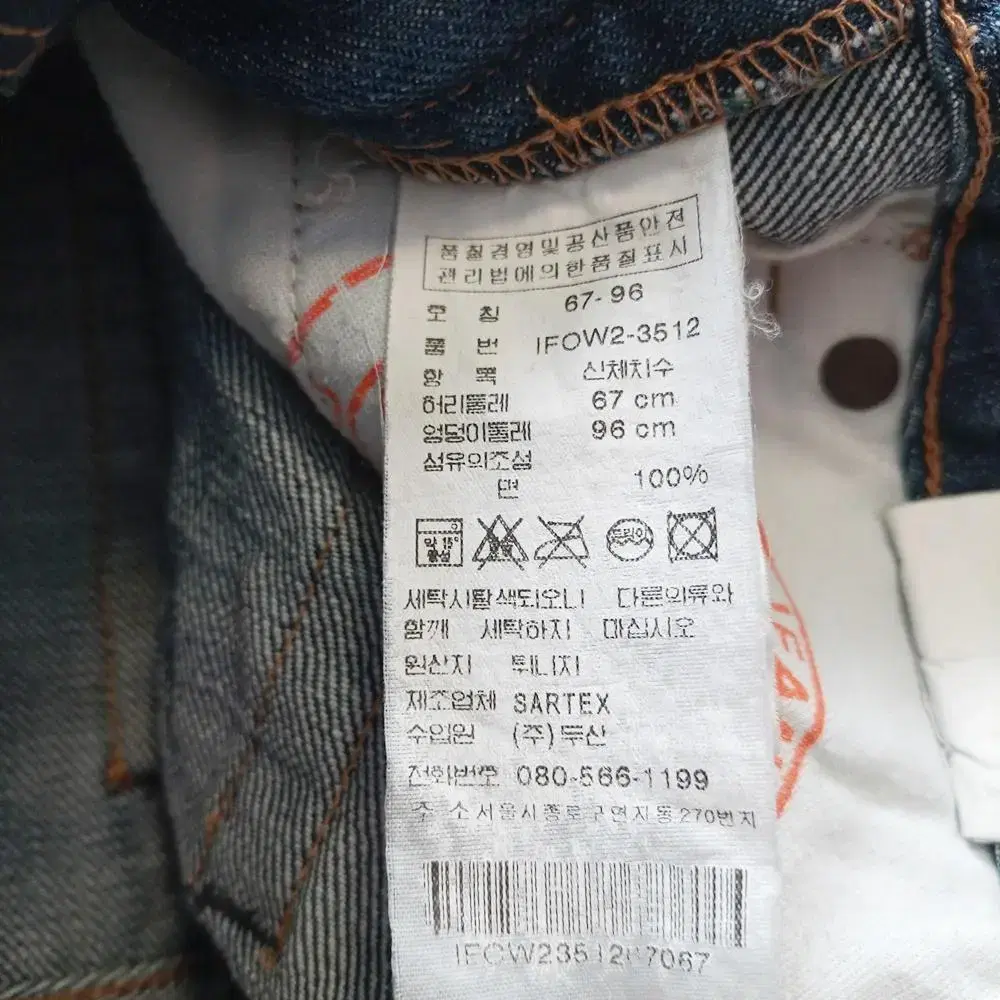 품질경영및공산품안전
관리법에의한품질표시
호 칭 67-96
품 번 IFOW2-3512
항 목 신체치수
허리둘레 67 cm
엉덩이둘레 96 cm
섬유의조성
면 100%
약 15°
세탁시탈색되오니 다른의류와
함께 세탁하지 마십시오
원산지 튀니지
제조업체 SARTEX
수입원 (주)두산
전화번호 080-566-1199
주 소 서울시종로구연지동270번지